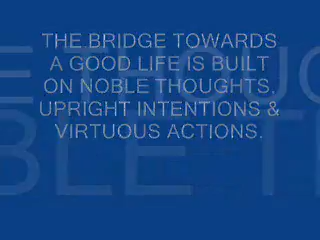 THE BRIDGE TOWARDS
A GOOD LIFE IS BUILT
ON NOBLE THOUGHTS,
UPRIGHT INTENTIONS &
VIRTUOUS ACTIONS.